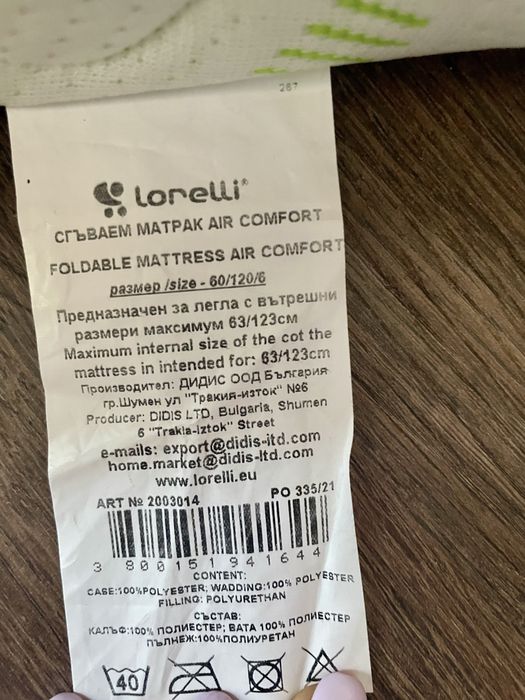 267
lorelli®
СГЪВАЕМ МАТРАК AIR COMFORT
FOLDABLE MATTRESS AIR COMFORT
размер /size - 60/120/6
Предназначен за легла с вътрешни
размери максимум 63/123см
Maximum internal size of the cot the
mattress in intended for: 63/123cm
Производител: ДИДИС ООД България
гр.Шумен ул "Тракия-изток" №6
Producer: DIDIS LTD, Bulgaria, Shumen
6 "Trakia-Iztok" Street
e-mails: export@didis-ltd.com
home.market@didis-ltd.com
www.lorelli.eu
ART № 2003014 PO 335/21
3 800151 941644
CONTENT:
CASE:100%POLYESTER; WADDING:100% POLYESTER
FILLING: POLYURETHAN
СЪСТАВ:
КАЛЪФ:100% ПОЛИЕСТЕР; ВАТА 100% ПОЛИЕСТЕР
ПЪЛНЕЖ:100%ПОЛИУРЕТАН
40